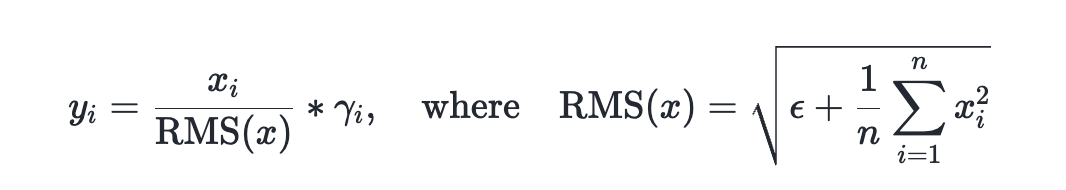 $y_i = \frac{x_i}{\mathrm{RMS}(x)} * \gamma_i, \quad \text{where} \quad \mathrm{RMS}(x) = \sqrt{\epsilon + \frac{1}{n} \sum_{i=1}^{n} x_i^2}$